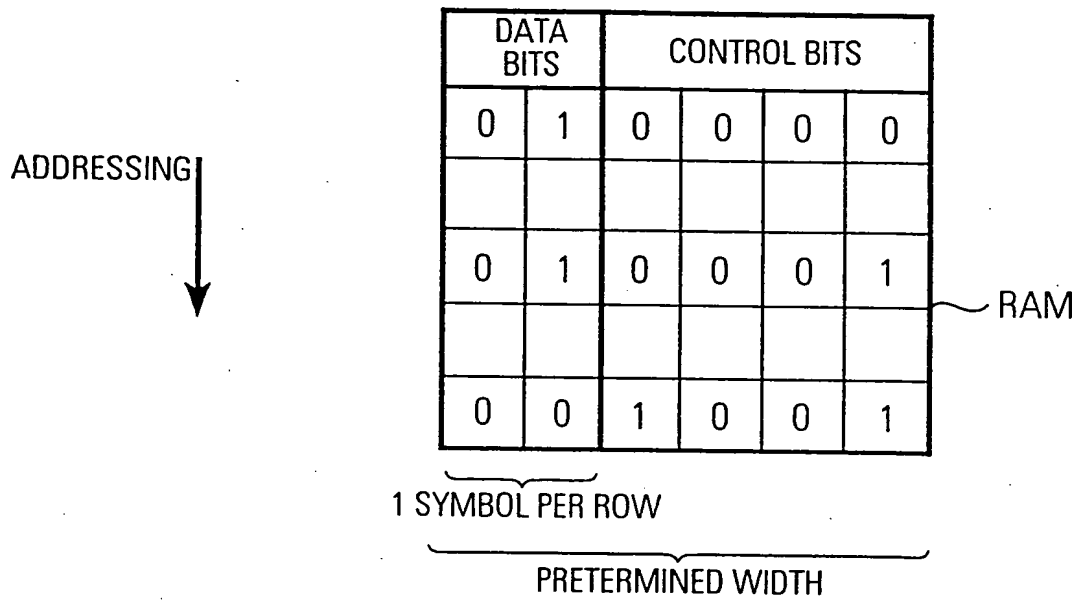 DATA
BITS
CONTROL BITS
0 1 0 0 0 0
ADDRESSING
0 1 0 0 0 1
RAM
0 0 1 0 0 1
1 SYMBOL PER ROW
PRETERMINED WIDTH